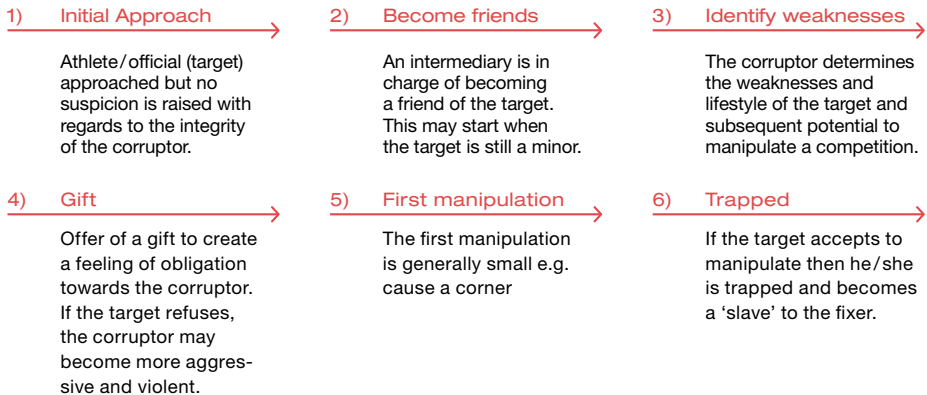 1) Initial Approach
Athlete/official (target)
approached but no
suspicion is raised with
regards to the integrity
of the corruptor.
2) Become friends
An intermediary is in
charge of becoming
a friend of the target.
This may start when
the target is still a minor.
3) Identify weaknesses
The corruptor determines
the weaknesses and
lifestyle of the target and
subsequent potential to
manipulate a competition.
4) Gift
Offer of a gift to create
a feeling of obligation
towards the corruptor.
If the target refuses,
the corruptor may
become more aggres-
sive and violent.
5) First manipulation
The first manipulation
is generally small e.g.
cause a corner
6) Trapped
If the target accepts to
manipulate then he/she
is trapped and becomes
a ‘slave’ to the fixer.